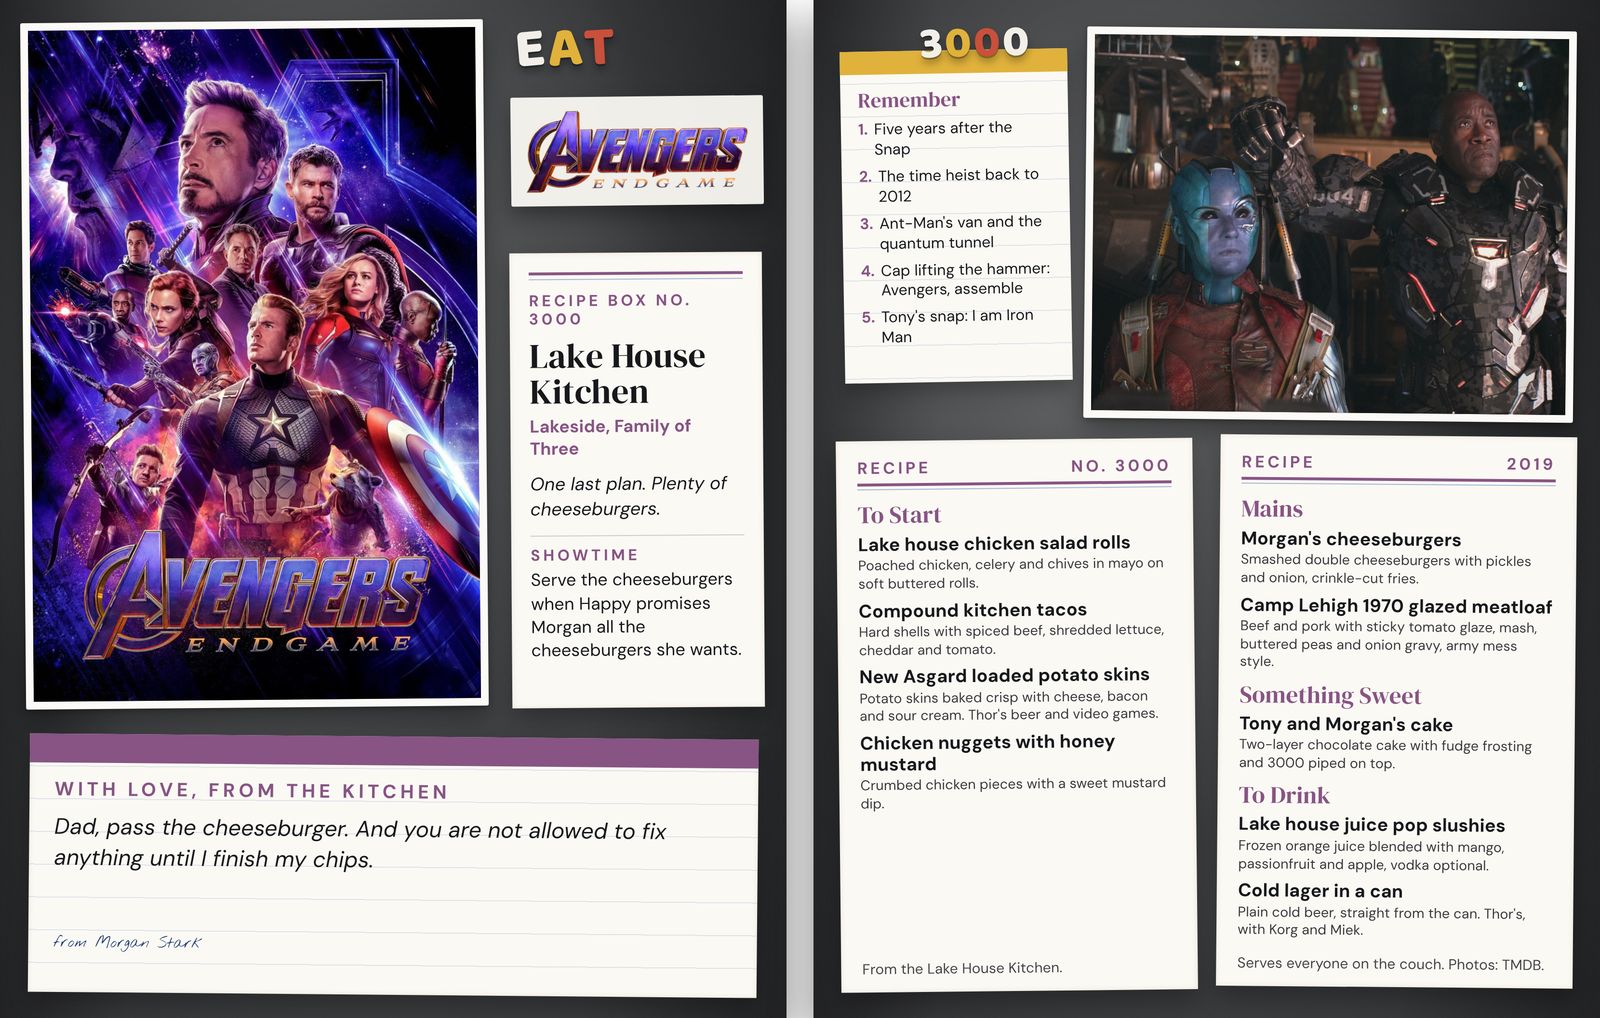 EAT
AVENGERS
ENDGAME
RECIPE BOX NO.
3000
Lake House
Kitchen
Lakeside, Family of
Three
One last plan. Plenty of
cheeseburgers.
SHOWTIME
Serve the cheeseburgers
when Happy promises
Morgan all the
cheeseburgers she wants.
AVENGERS
ENDGAME
WITH LOVE, FROM THE KITCHEN
Dad, pass the cheeseburger. And you are not allowed to fix
anything until I finish my chips.
from Morgan Stark
3000
Remember
1. Five years after the
Snap
2. The time heist back to
2012
3. Ant-Man's van and the
quantum tunnel
4. Cap lifting the hammer:
Avengers, assemble
5. Tony's snap: I am Iron
Man
RECIPE NO. 3000
To Start
Lake house chicken salad rolls
Poached chicken, celery and chives in mayo on
soft buttered rolls.
Compound kitchen tacos
Hard shells with spiced beef, shredded lettuce,
cheddar and tomato.
New Asgard loaded potato skins
Potato skins baked crisp with cheese, bacon
and sour cream. Thor's beer and video games.
Chicken nuggets with honey
mustard
Crumbed chicken pieces with a sweet mustard
dip.
From the Lake House Kitchen.
RECIPE 2019
Mains
Morgan's cheeseburgers
Smashed double cheeseburgers with pickles
and onion, crinkle-cut fries.
Camp Lehigh 1970 glazed meatloaf
Beef and pork with sticky tomato glaze, mash,
buttered peas and onion gravy, army mess
style.
Something Sweet
Tony and Morgan's cake
Two-layer chocolate cake with fudge frosting
and 3000 piped on top.
To Drink
Lake house juice pop slushies
Frozen orange juice blended with mango,
passionfruit and apple, vodka optional.
Cold lager in a can
Plain cold beer, straight from the can. Thor's,
with Korg and Miek.
Serves everyone on the couch. Photos: TMDB.